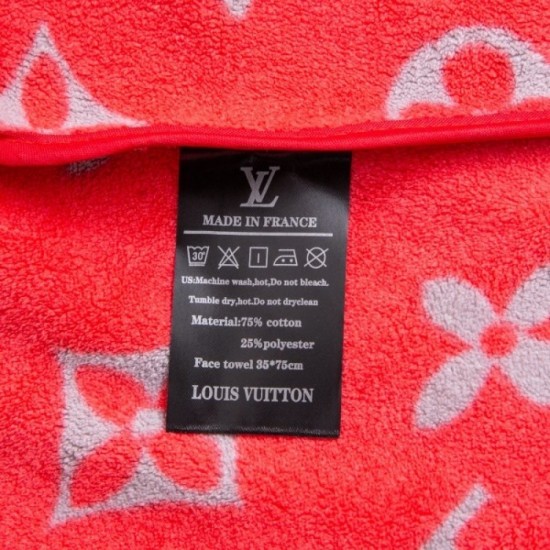 LV
MADE IN FRANCE
30°
US:Machine wash,hot,Do not bleach.
Tumble dry,hot.Do not dryclean
Material:75% cotton
25%polyester
Face towel 35*75cm
LOUIS VUITTON